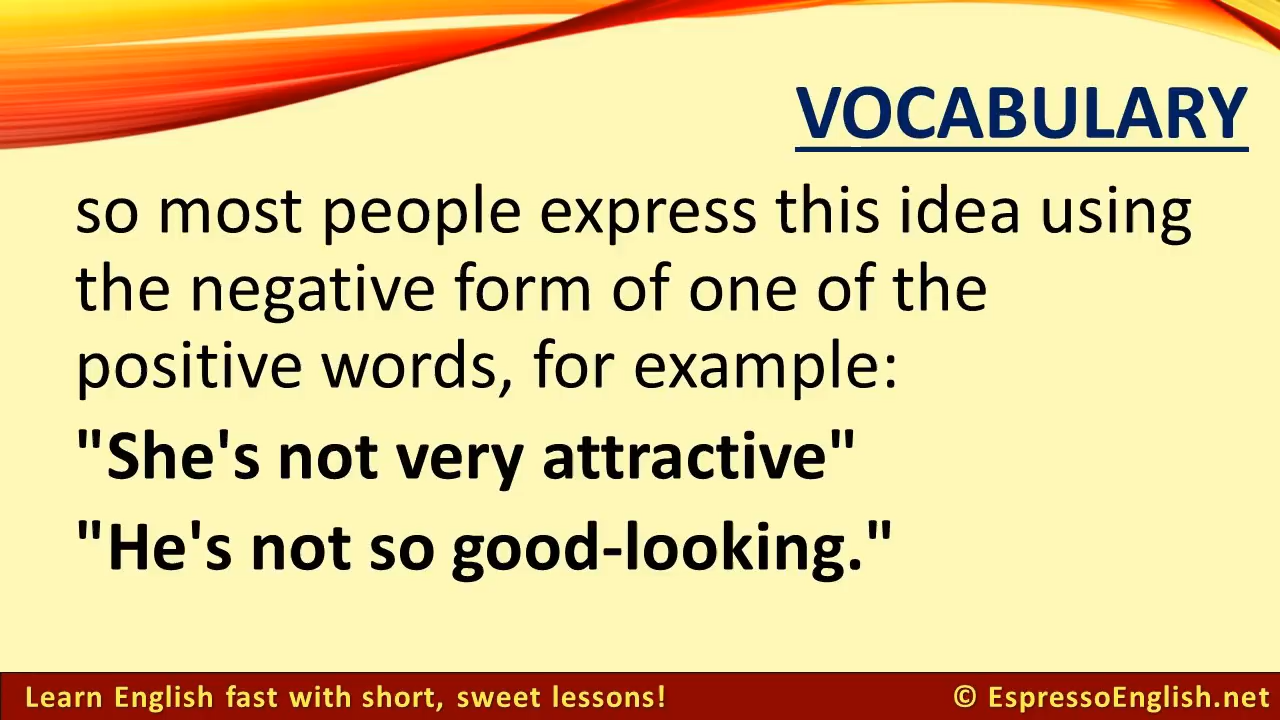 VOCABULARY
so most people express this idea using
the negative form of one of the
positive words, for example:
"She's not very attractive"
"He's not so good-looking."
Learn English fast with short, sweet lessons!
© EspressoEnglish.net